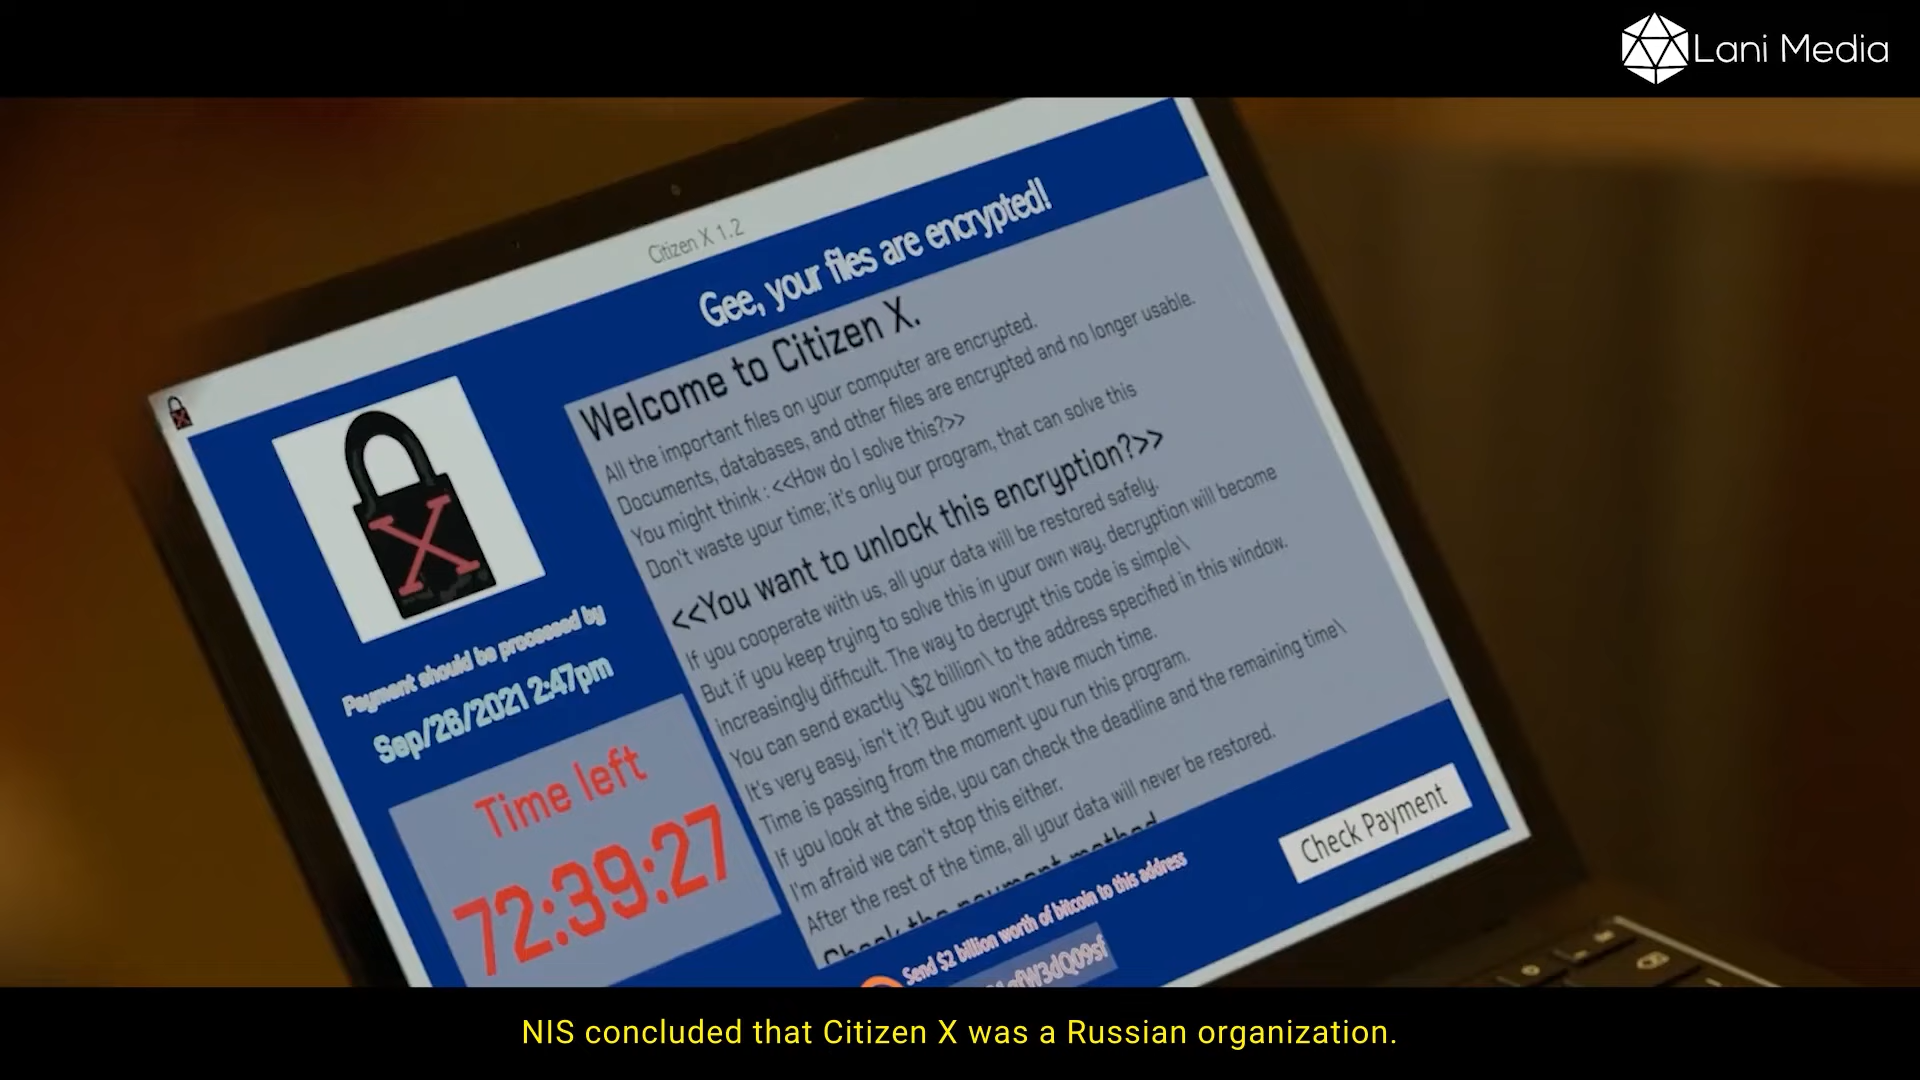 Lani Media
Citizen X 1.2
Gee, your files are encrypted!
Welcome to Citizen X.
All the important files on your computer are encrypted.
Documents, databases, and other files are encrypted and no longer usable.
You might think : <<How do I solve this?>>
Don't waste your time; it's only our program, that can solve this
<<You want to unlock this encryption?>>
If you cooperate with us, all your data will be restored safely.
But if you keep trying to solve this in your own way, decryption will become
increasingly difficult. The way to decrypt this code is simple\
You can send exactly \$2 billion\ to the address specified in this window.
It's very easy, isn't it? But you won't have much time.
Time is passing from the moment you run this program.
If you look at the side, you can check the deadline and the remaining time\
I'm afraid we can't stop this either.
After the rest of the time, all your data will never be restored.
Check the payment method
X
Payment should be processed by
Sep/26/2021 2:47pm
Time left
72:39:27
Send $2 billion worth of bitcoin to this address
Check Payment
NIS concluded that Citizen X was a Russian organization.